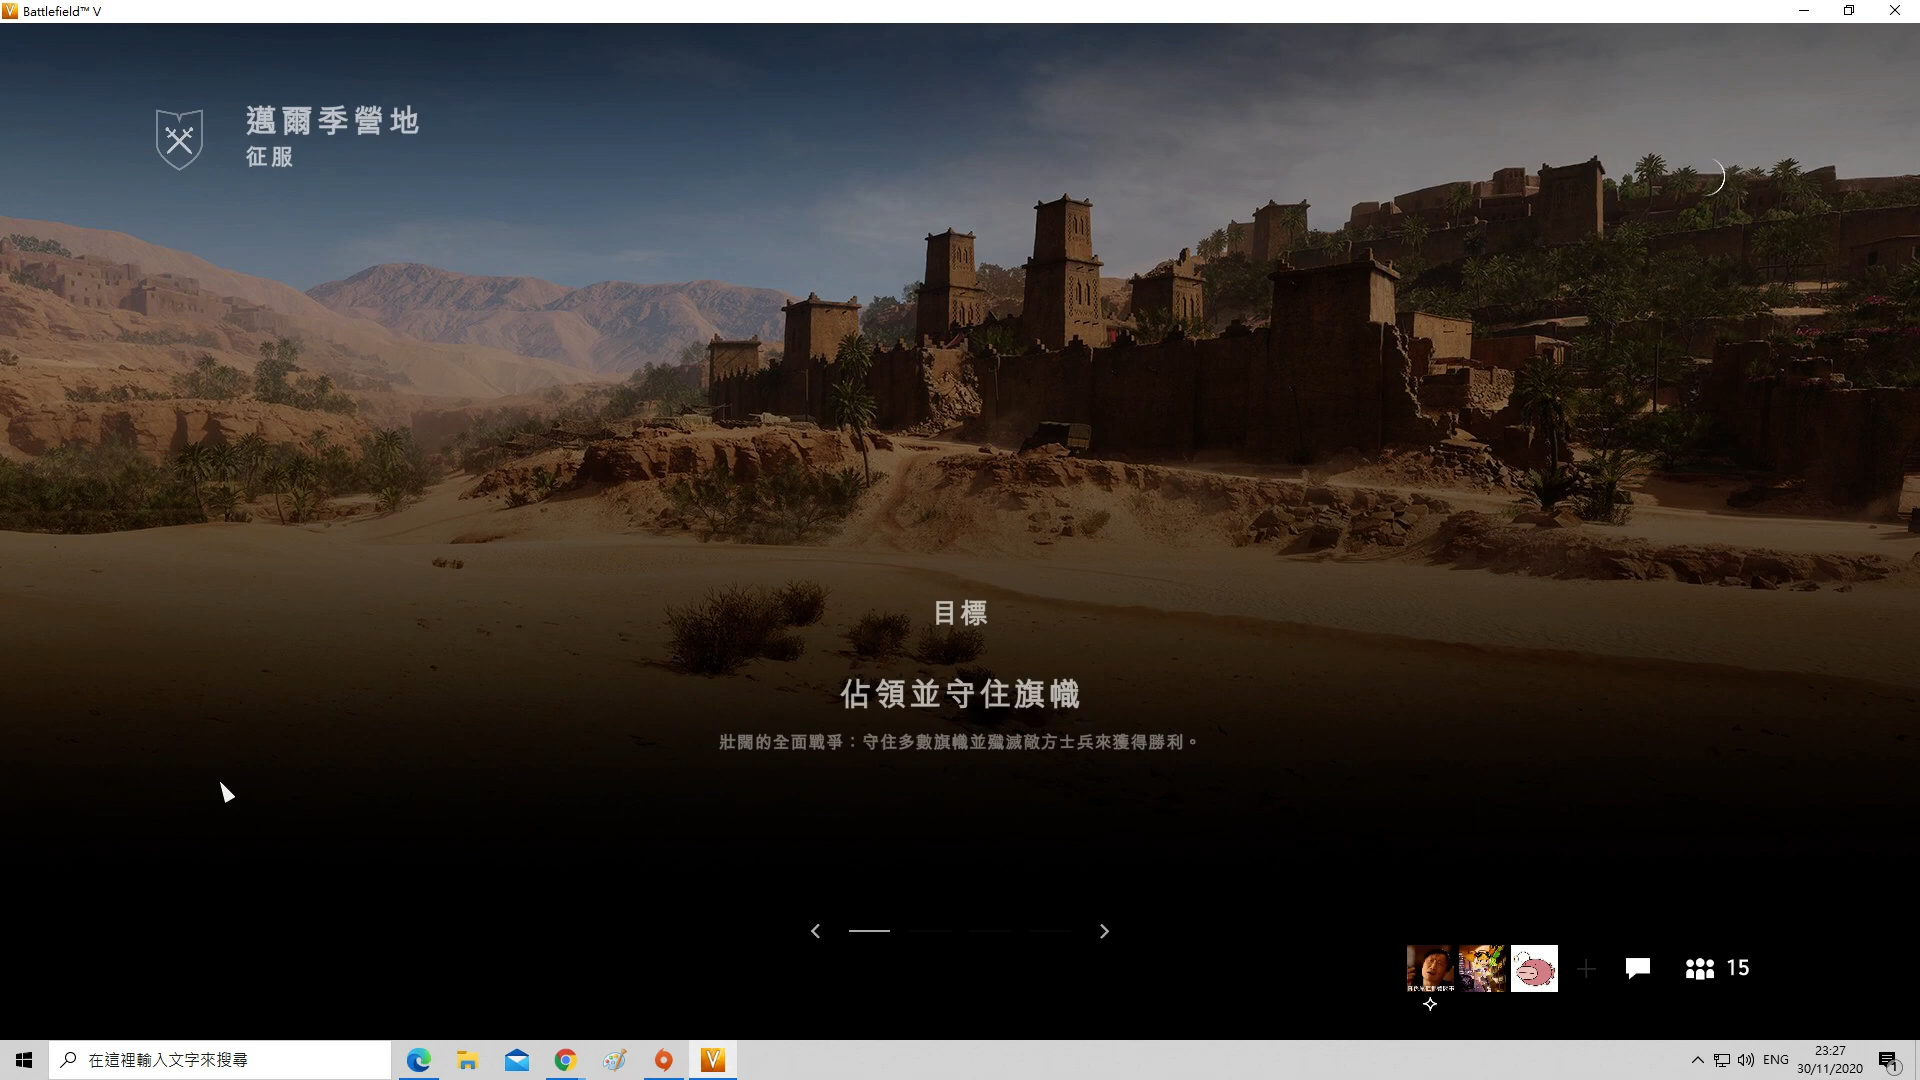 Battlefield™ V
邁爾季營地
征服
目標
佔領並守住旗幟
壯闊的全面戰爭：守住多數旗幟並殲滅敵方士兵來獲得勝利。
15
在這裡輸入文字來搜尋
ENG
23:27
30/11/2020
1